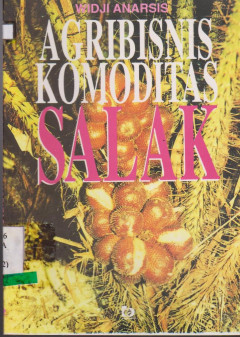 WIDJI ANARSIS
AGRIBISNIS
KOMODITAS
SALAK